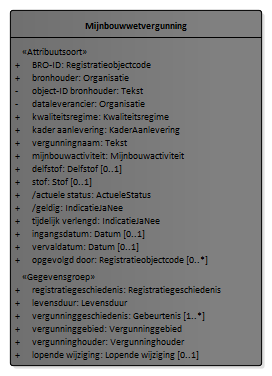 Mijnbouwwetvergunning
«Attribuutsoort»
+ BRO-ID: Registratieobjectcode
+ bronhouder: Organisatie
- object-ID bronhouder: Tekst
- dataleverancier: Organisatie
+ kwaliteitsregime: Kwaliteitsregime
+ kader aanlevering: KaderAanlevering
+ vergunningnaam: Tekst
+ mijnbouwactiviteit: Mijnbouwactiviteit
+ delfstof: Delfstof [0..1]
+ stof: Stof [0..1]
+ /actuele status: ActueleStatus
+ /geldig: IndicatieJaNee
+ tijdelijk verlengd: IndicatieJaNee
+ ingangsdatum: Datum [0..1]
+ vervaldatum: Datum [0..1]
+ opgevolgd door: Registratieobjectcode [0..*]
«Gegevensgroep»
+ registratiegeschiedenis: Registratiegeschiedenis
+ levensduur: Levensduur
+ vergunninggeschiedenis: Gebeurtenis [1..*]
+ vergunninggebied: Vergunninggebied
+ vergunninghouder: Vergunninghouder
+ lopende wijziging: Lopende wijziging [0..1]